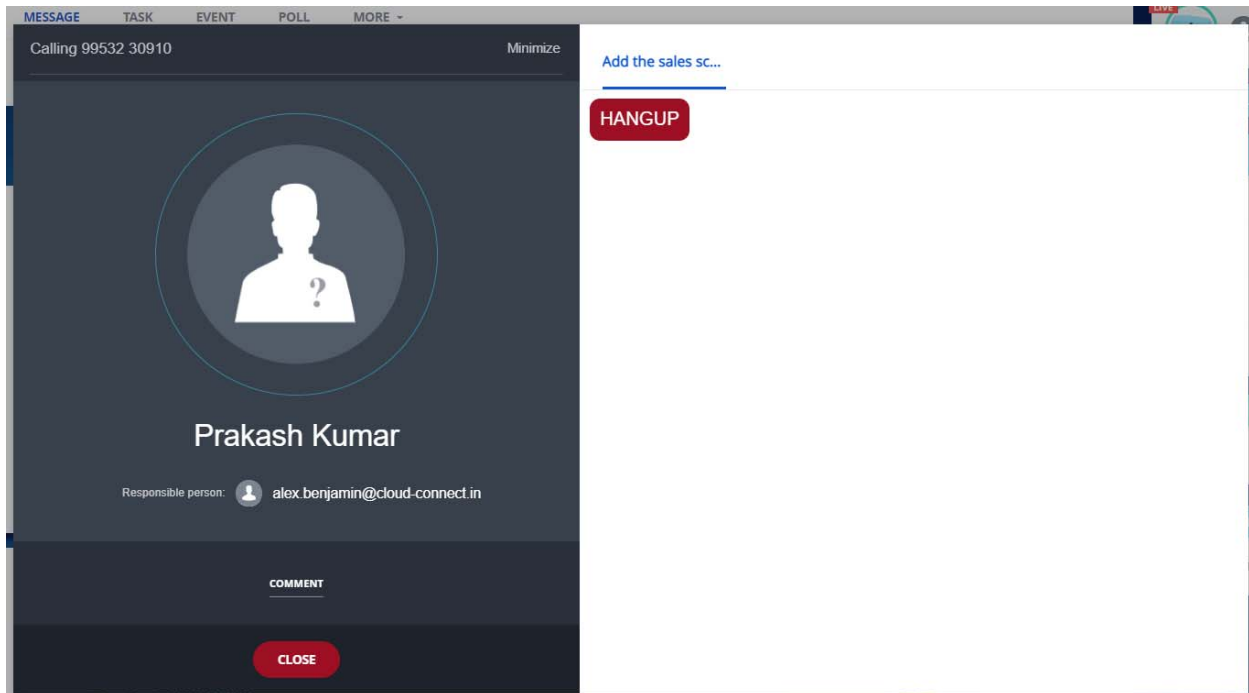 MESSAGE TASK EVENT POLL MORE
LIVE
Calling 99532 30910 Minimize
Add the sales sc...
HANGUP
?
Prakash Kumar
Responsible person: alex.benjamin@cloud-connect.in
COMMENT
CLOSE